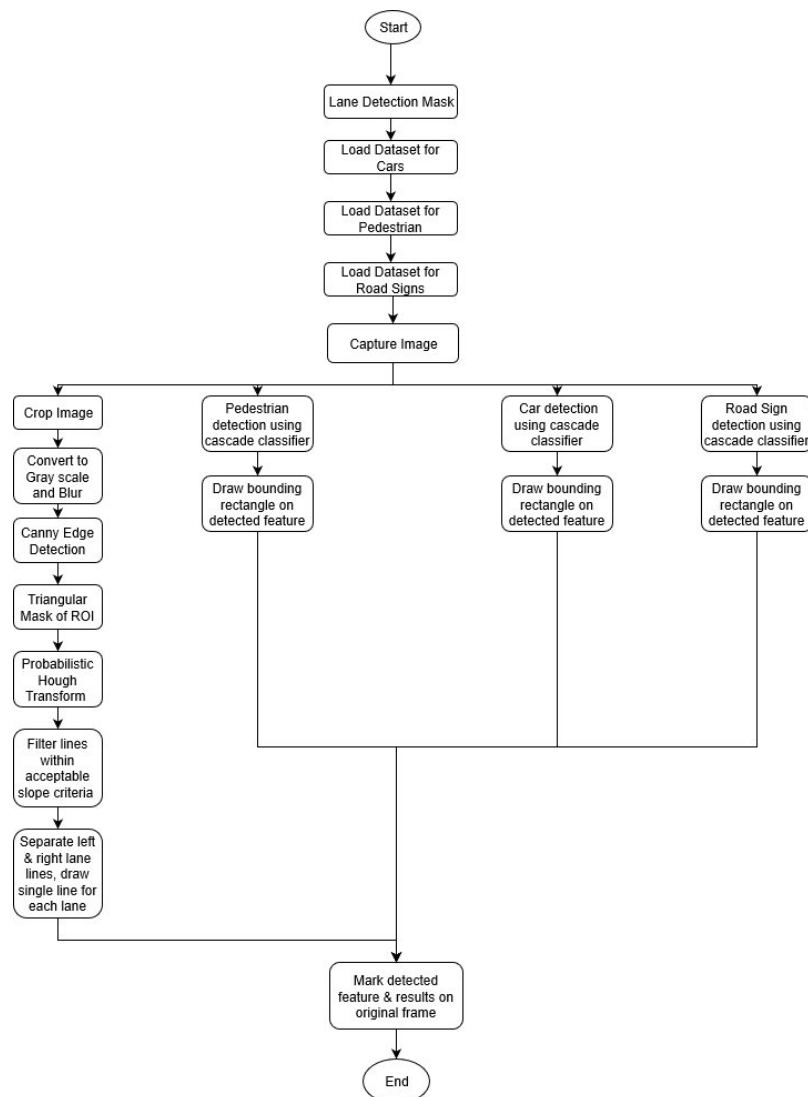 Start
Lane Detection Mask
Load Dataset for
Cars
Load Dataset for
Pedestrian
Load Dataset for
Road Signs
Capture Image
Crop Image
Convert to
Gray scale
and Blur
Canny Edge
Detection
Triangular
Mask of ROI
Probabilistic
Hough
Transform
Filter lines
within
acceptable
slope criteria
Separate left
& right lane
lines, draw
single line for
each lane
Pedestrian
detection using
cascade classifier
Draw bounding
rectangle on
detected feature
Car detection
using cascade
classifier
Draw bounding
rectangle on
detected feature
Road Sign
detection using
cascade classifier
Draw bounding
rectangle on
detected feature
Mark detected
feature & results on
original frame
End